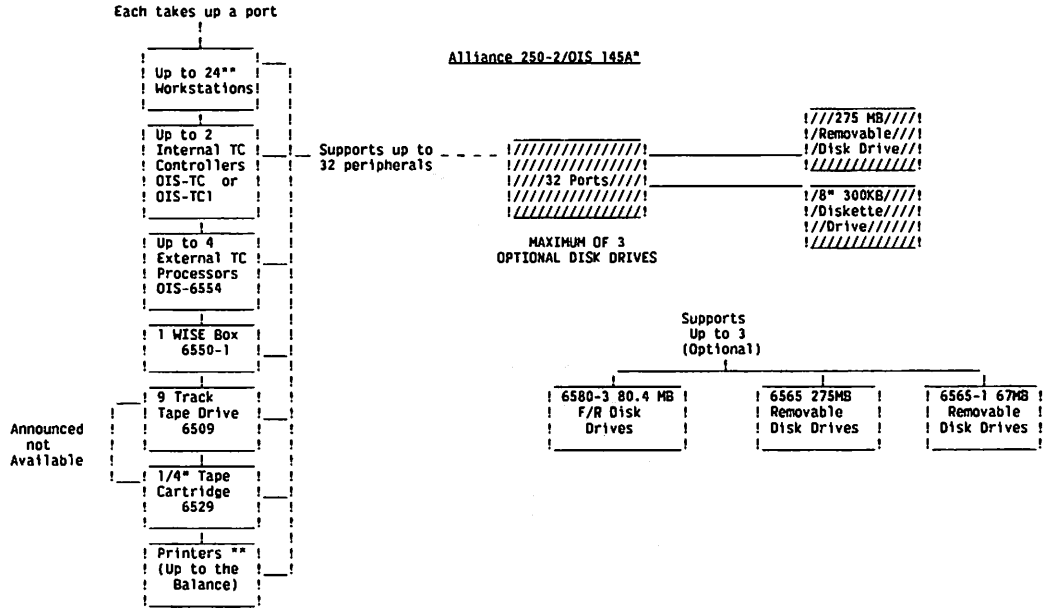 Each takes up a port
Alliance 250-2/OIS 145A*
Up to 24**
Workstations
Up to 2
Internal TC
Controllers
OIS-TC or
OIS-TC1
Supports up to
32 peripherals
////32 Ports////
MAXIMUM OF 3
OPTIONAL DISK DRIVES
///275 MB////
/Removable///
/Disk Drive//
/8" 300KB////
/Diskette////
//Drive//////
Up to 4
External TC
Processors
OIS-6554
1 WISE Box
6550-1
9 Track
Tape Drive
6509
Announced
not
Available
1/4" Tape
Cartridge
6529
Printers **
(Up to the
Balance)
Supports
Up to 3
(Optional)
6580-3 80.4 MB
F/R Disk
Drives
6565 275MB
Removable
Disk Drives
6565-1 67MB
Removable
Disk Drives